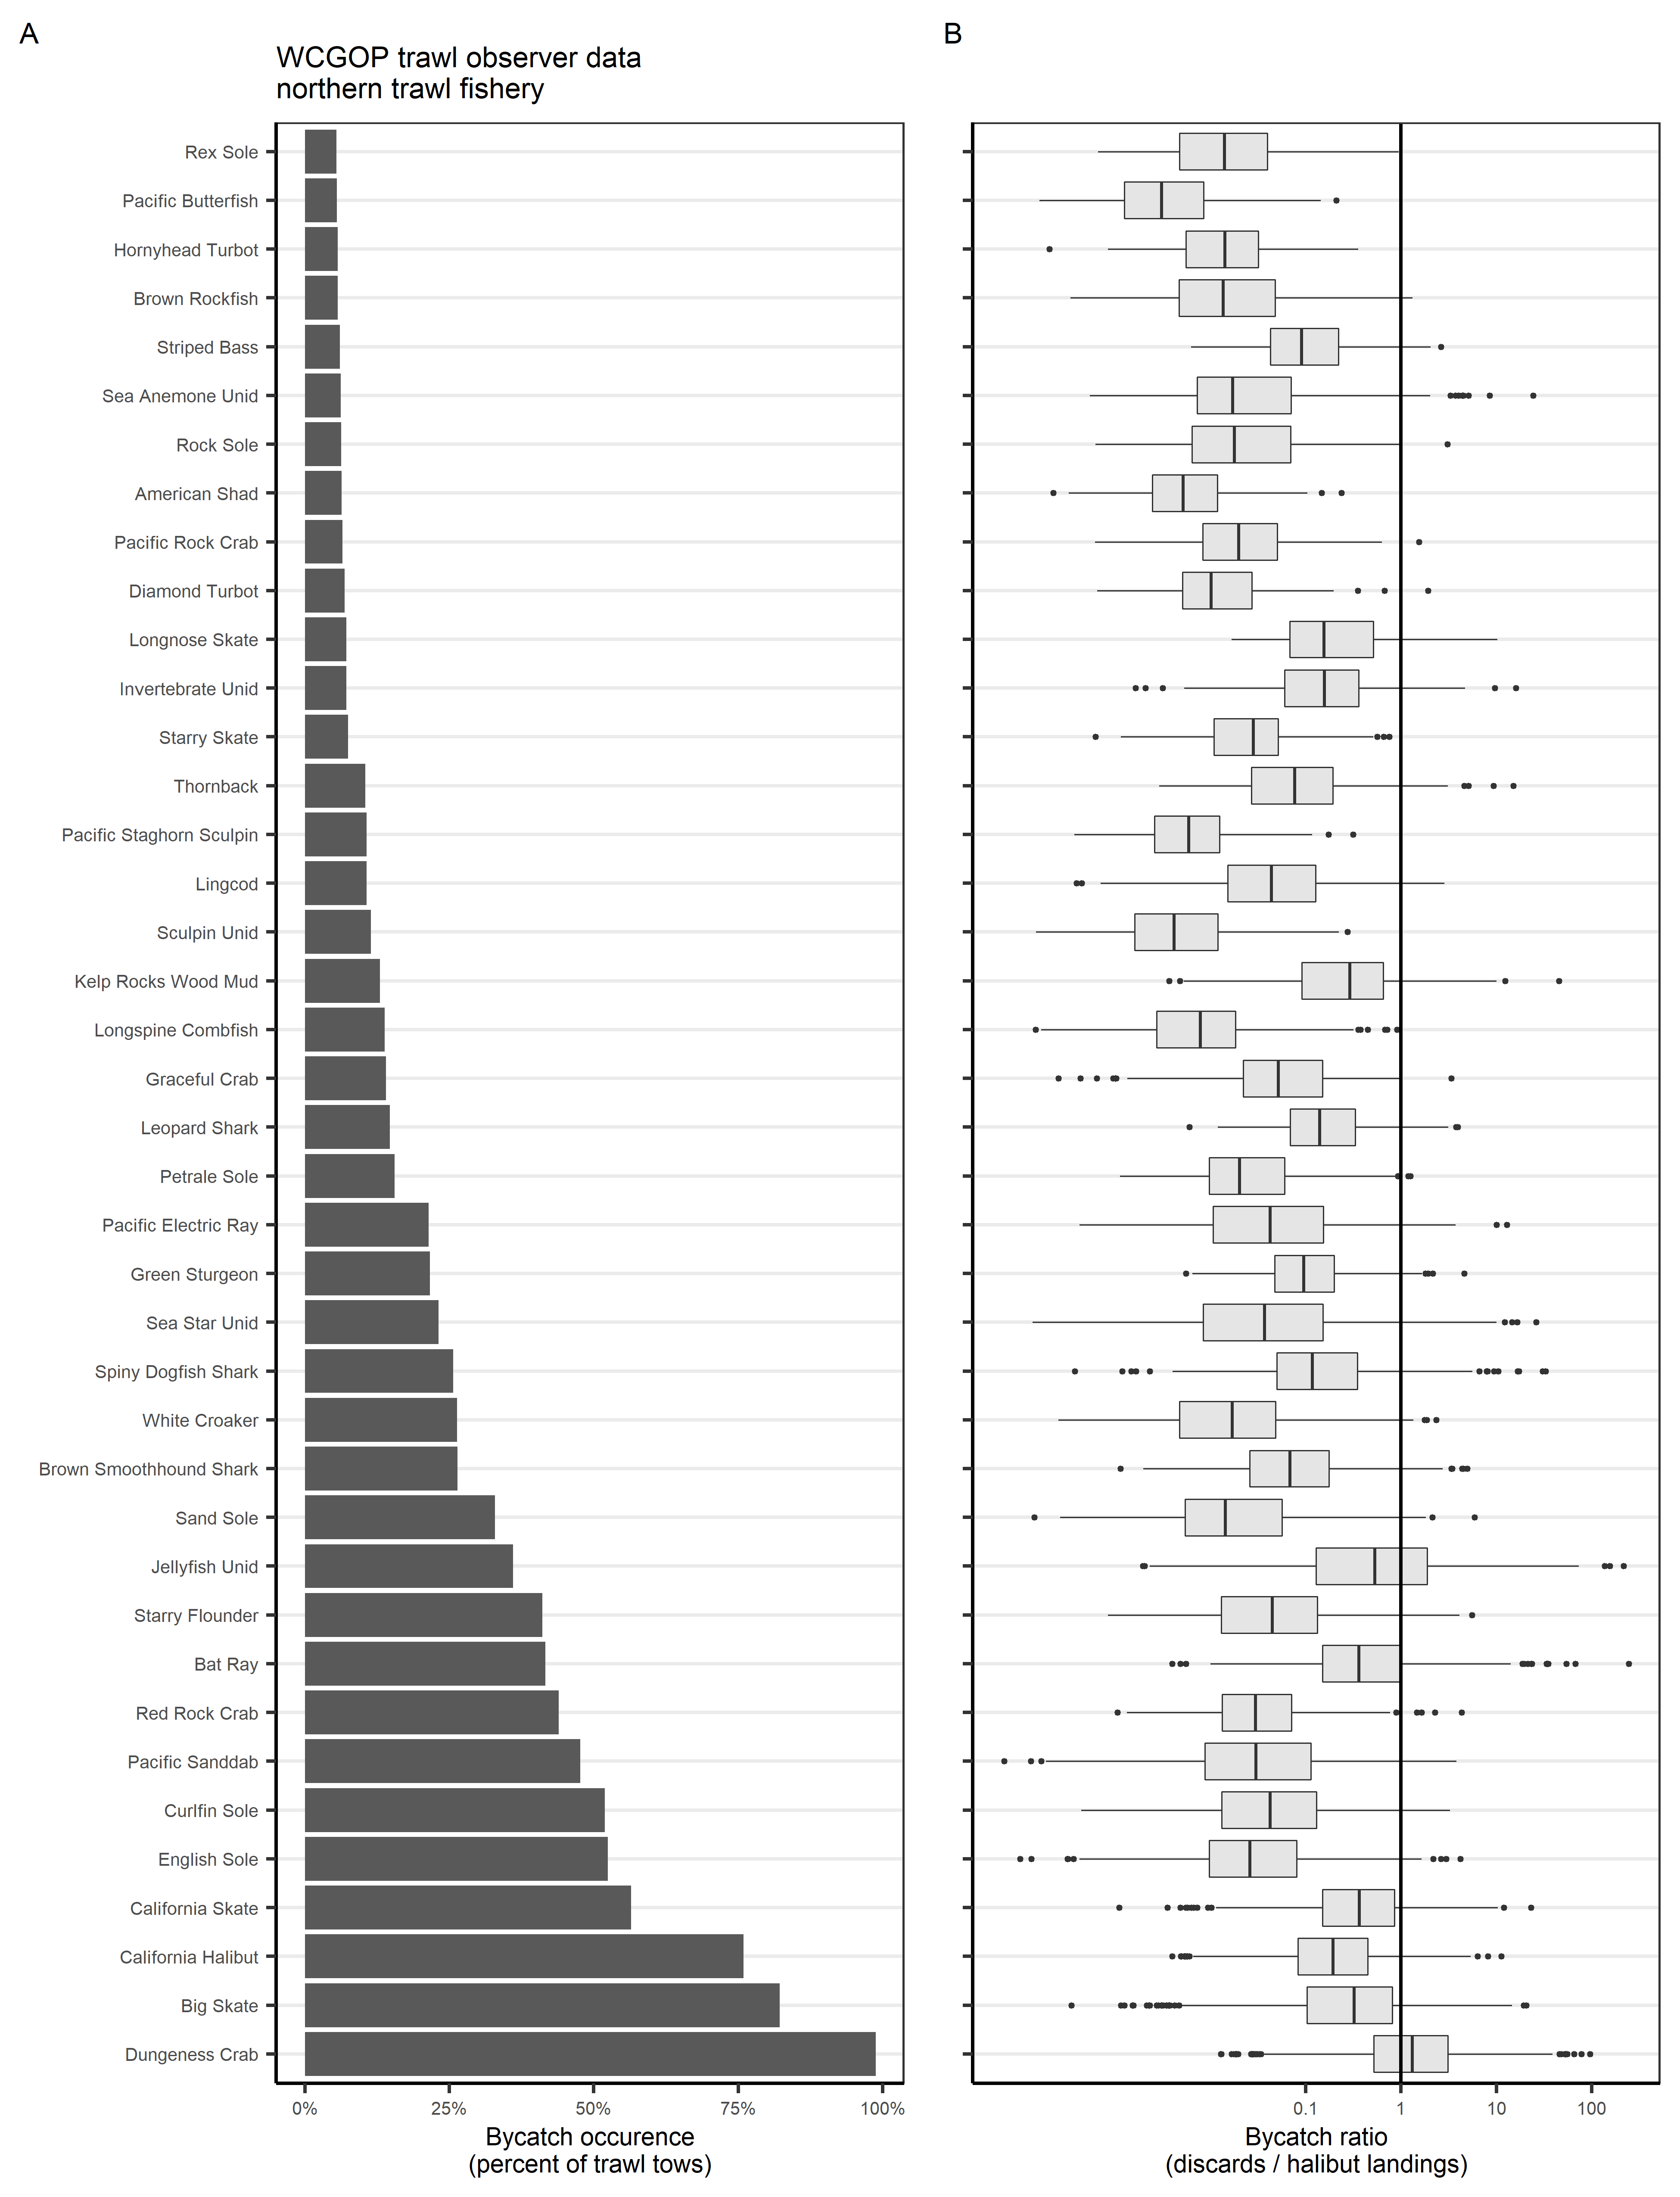 A
B
WCGOP trawl observer data
northern trawl fishery
Rex Sole
Pacific Butterfish
Hornyhead Turbot
Brown Rockfish
Striped Bass
Sea Anemone Unid
Rock Sole
American Shad
Pacific Rock Crab
Diamond Turbot
Longnose Skate
Invertebrate Unid
Starry Skate
Thornback
Pacific Staghorn Sculpin
Lingcod
Sculpin Unid
Kelp Rocks Wood Mud
Longspine Combfish
Graceful Crab
Leopard Shark
Petrale Sole
Pacific Electric Ray
Green Sturgeon
Sea Star Unid
Spiny Dogfish Shark
White Croaker
Brown Smoothhound Shark
Sand Sole
Jellyfish Unid
Starry Flounder
Bat Ray
Red Rock Crab
Pacific Sanddab
Curlfin Sole
English Sole
California Skate
California Halibut
Big Skate
Dungeness Crab
0% 25% 50% 75% 100%
Bycatch occurence
(percent of trawl tows)
0.1 1 10 100
Bycatch ratio
(discards / halibut landings)